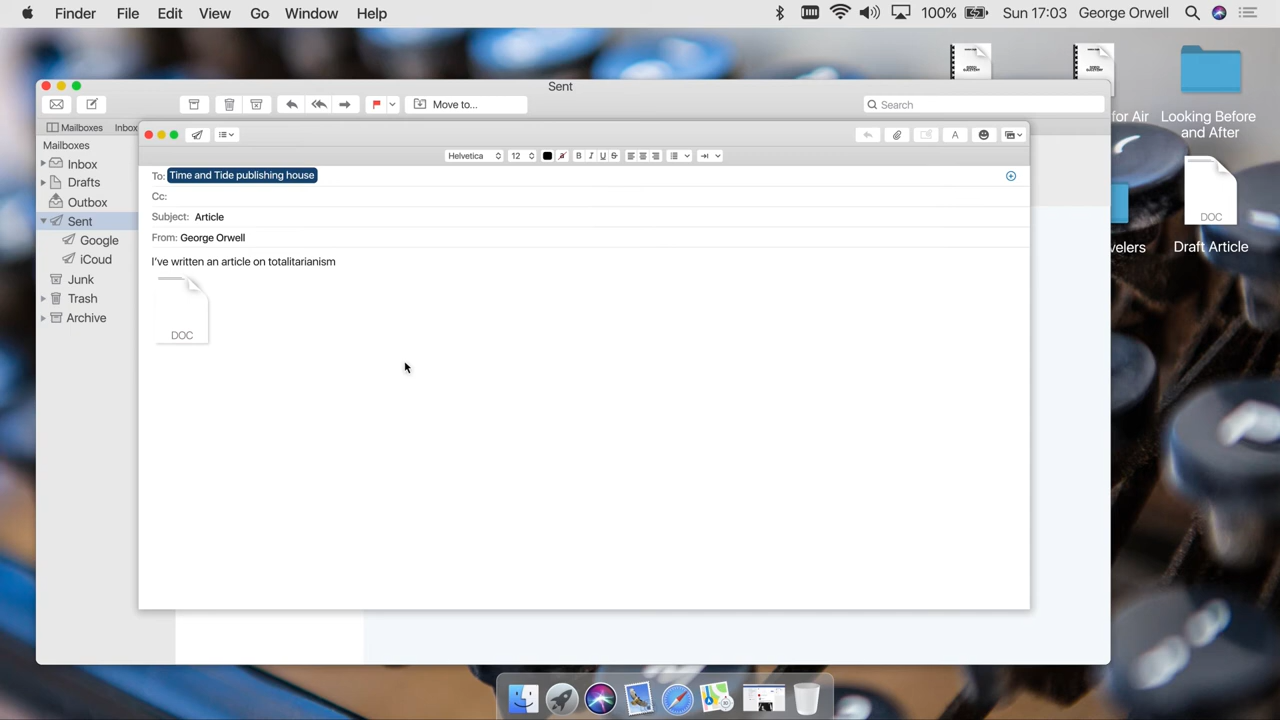 Finder File Edit View Go Window Help 100% Sun 17:03 George Orwell
Sent
Move to... Search
Mailboxes Inbox
Mailboxes
Inbox
Drafts
Outbox
Sent
Google
iCoud
Junk
Trash
Archive
Helvetica 12 B I U S
A
To: Time and Tide publishing house
Cc:
Subject: Article
From: George Orwell
I've written an article on totalitarianism
DOC
for Air
Looking Before
and After
velers
DOC
Draft Article